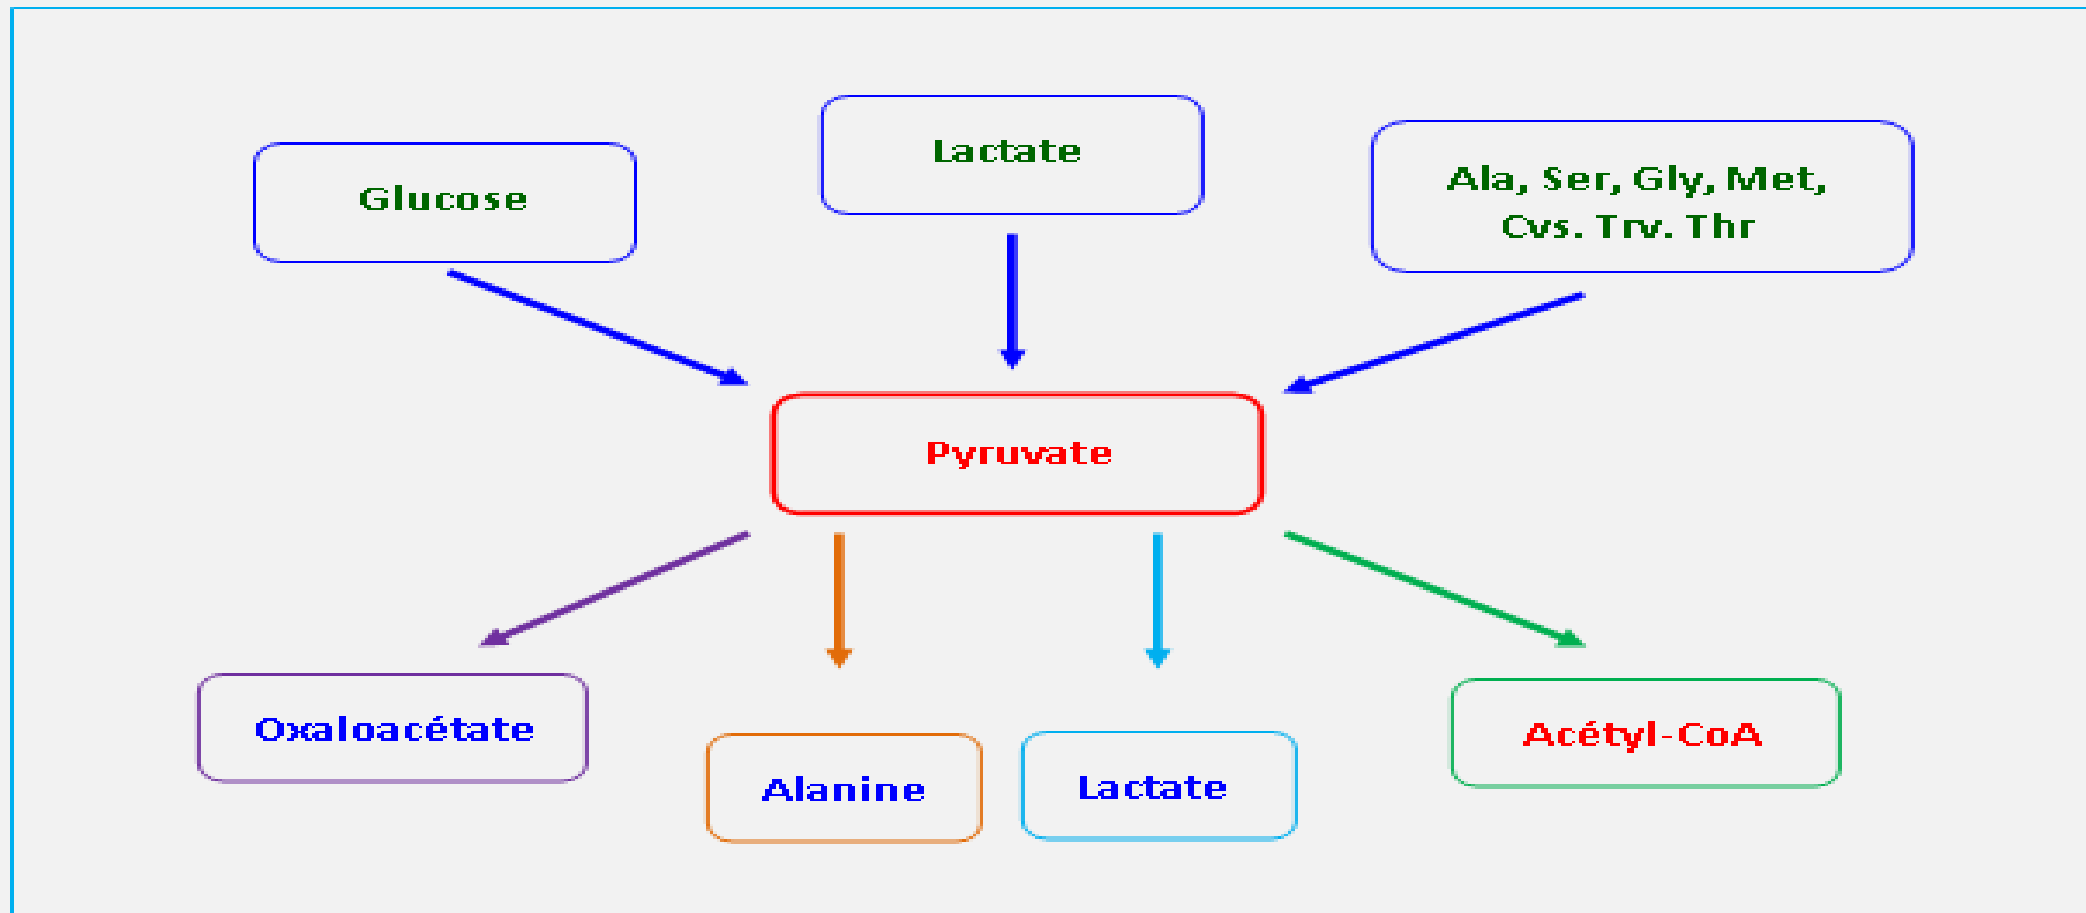 Glucose
Lactate
Ala, Ser, Gly, Met,
Cys, Try, Thr
Pyruvate
Oxaloacétate
Alanine
Lactate
Acétyl-CoA